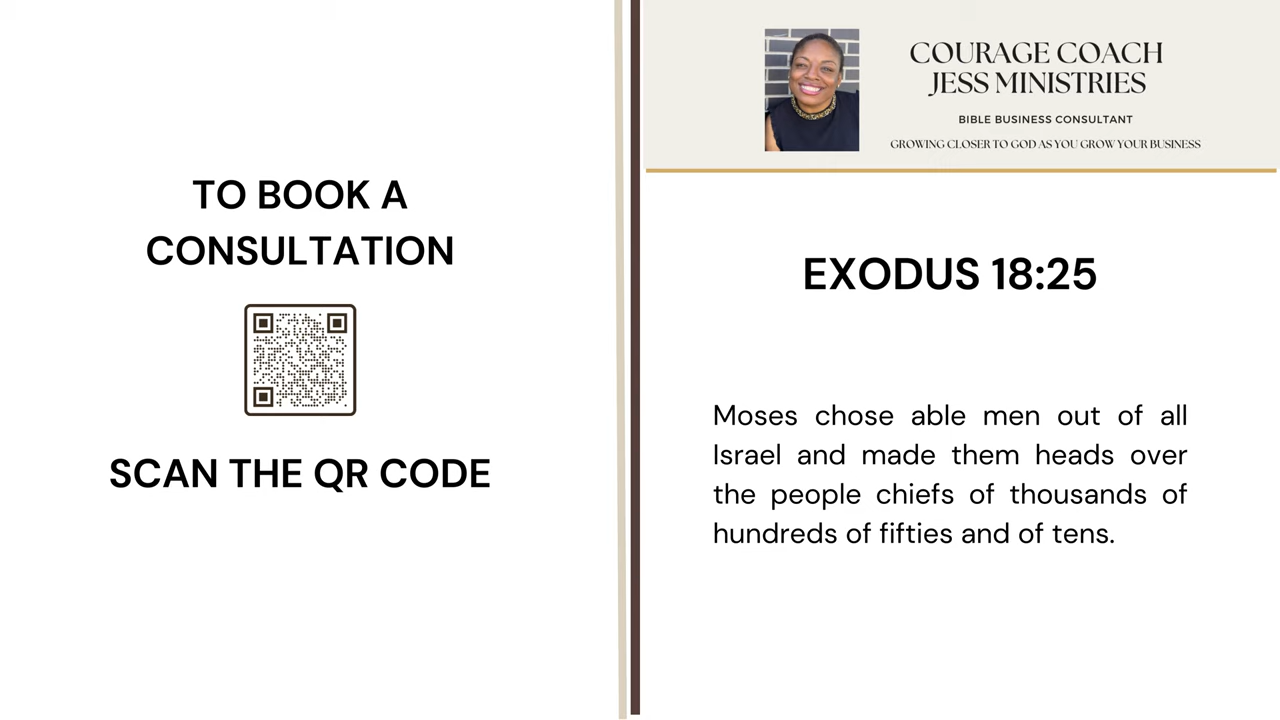 TO BOOK A
CONSULTATION
SCAN THE QR CODE
COURAGE COACH
JESS MINISTRIES
BIBLE BUSINESS CONSULTANT
GROWING CLOSER TO GOD AS YOU GROW YOUR BUSINESS
EXODUS 18:25
Moses chose able men out of all
Israel and made them heads over
the people chiefs of thousands of
hundreds of fifties and of tens.